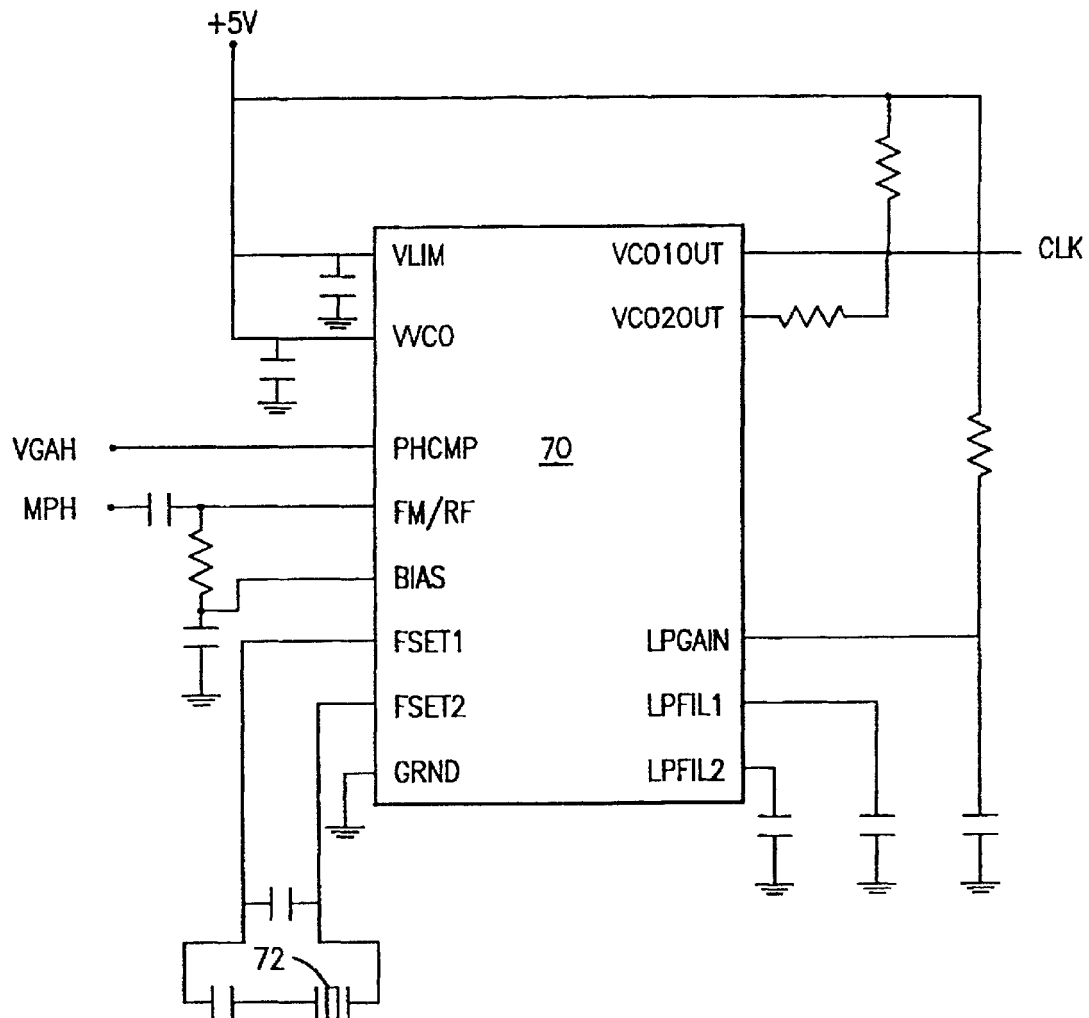 +5V
VLIM
VCO1OUT
CLK
VCO2OUT
VVCO
VGAH
PHCMP
70
MPH
FM/RF
BIAS
FSET1
LPGAIN
FSET2
LPFIL1
GRND
LPFIL2
72